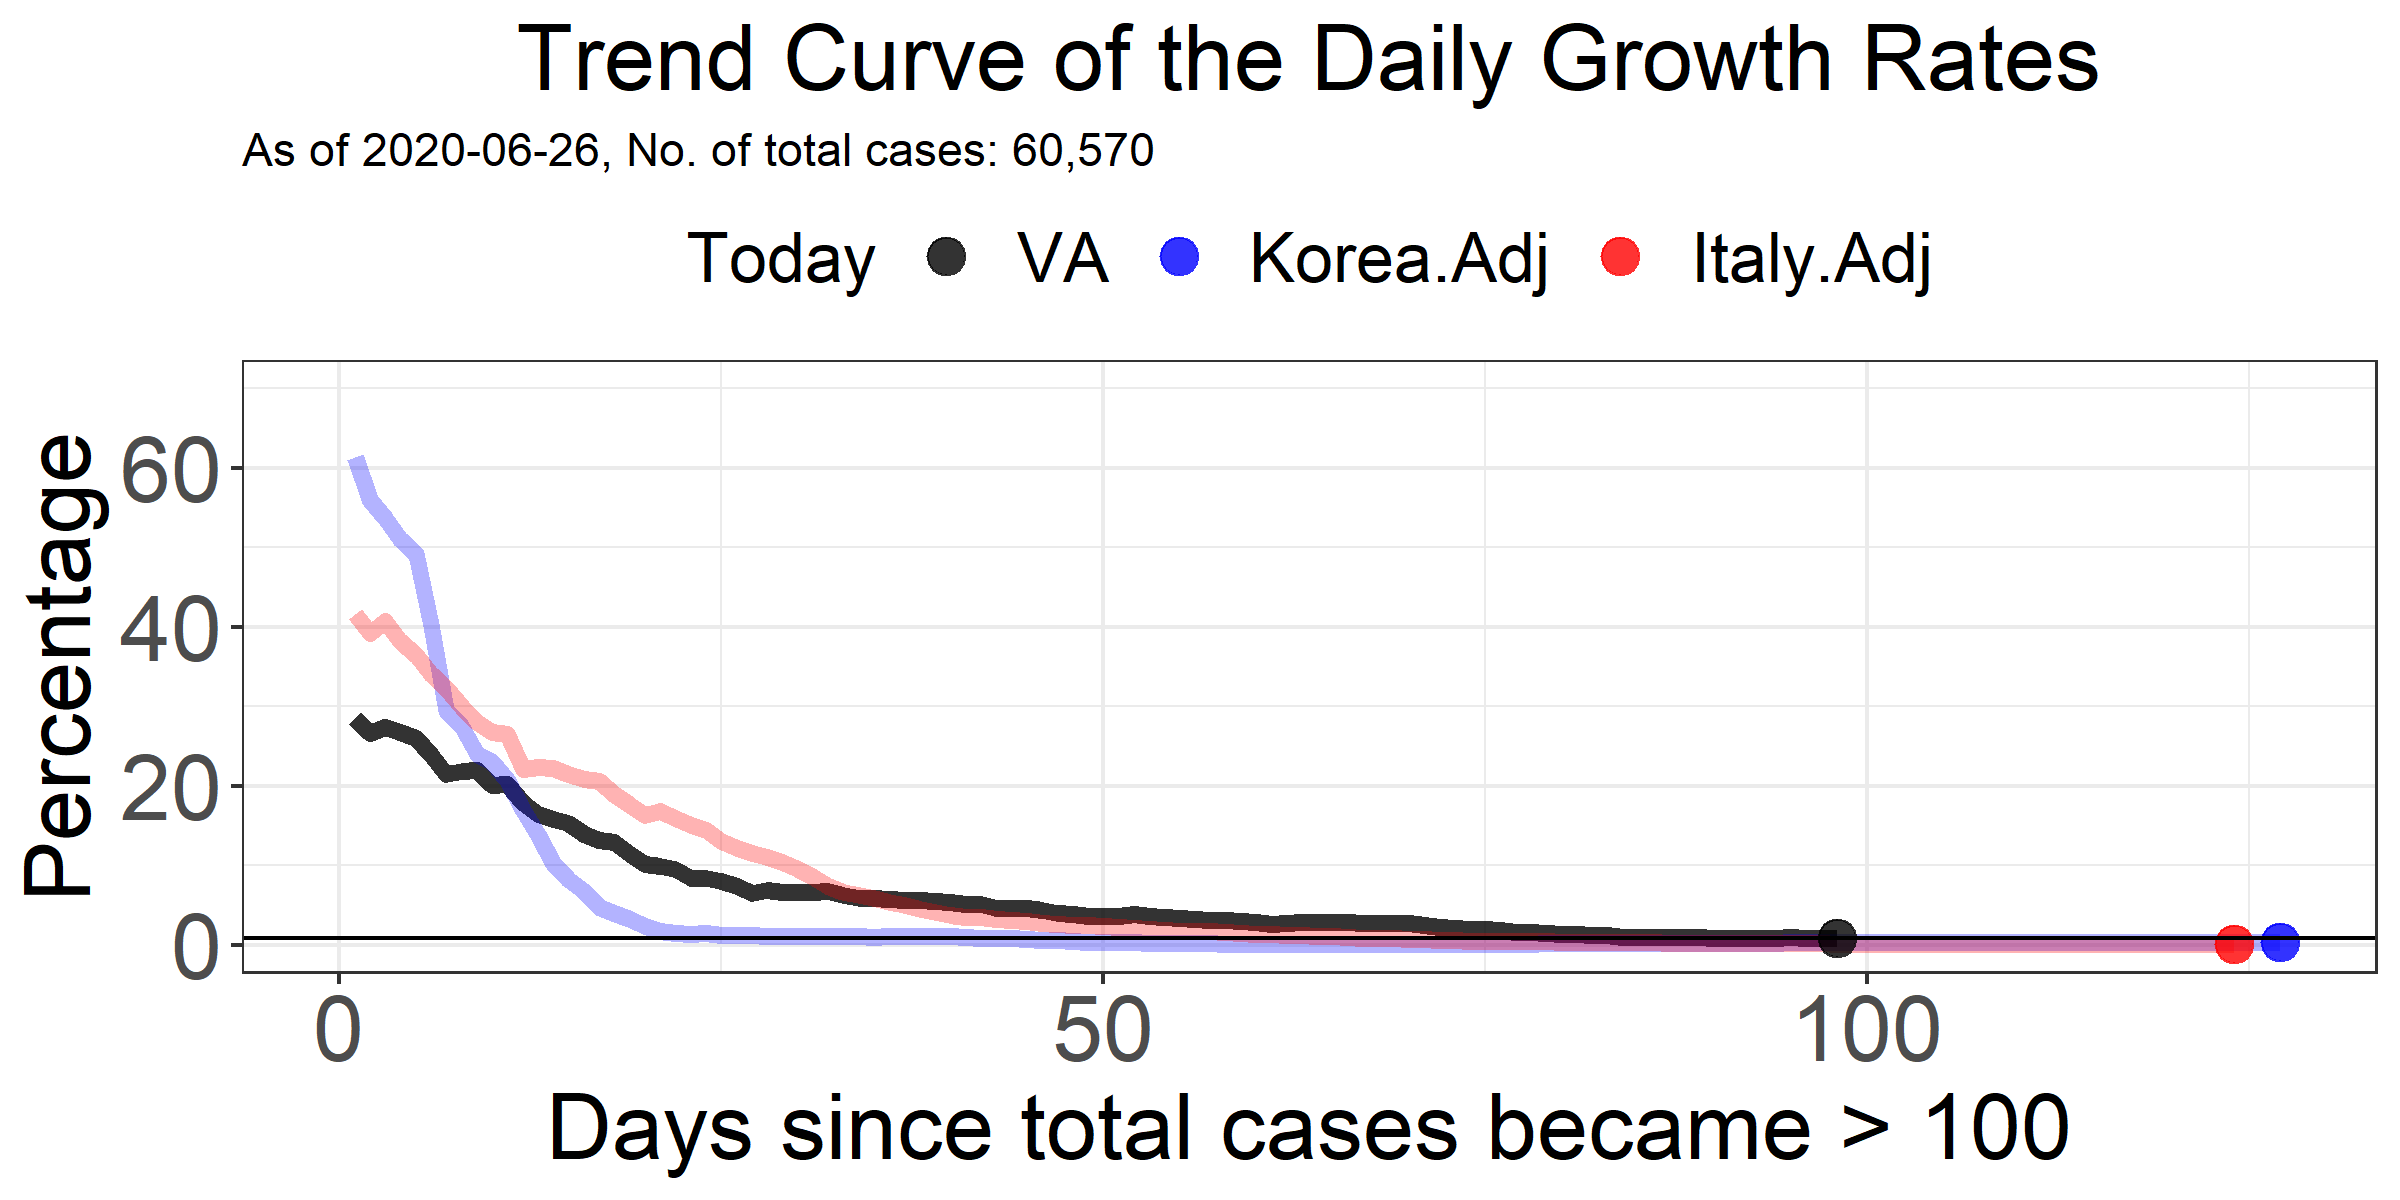 Trend Curve of the Daily Growth Rates
As of 2020-06-26, No. of total cases: 60,570
Today VA Korea.Adj Italy.Adj
Percentage
60
40
20
0
0 50 100
Days since total cases became > 100